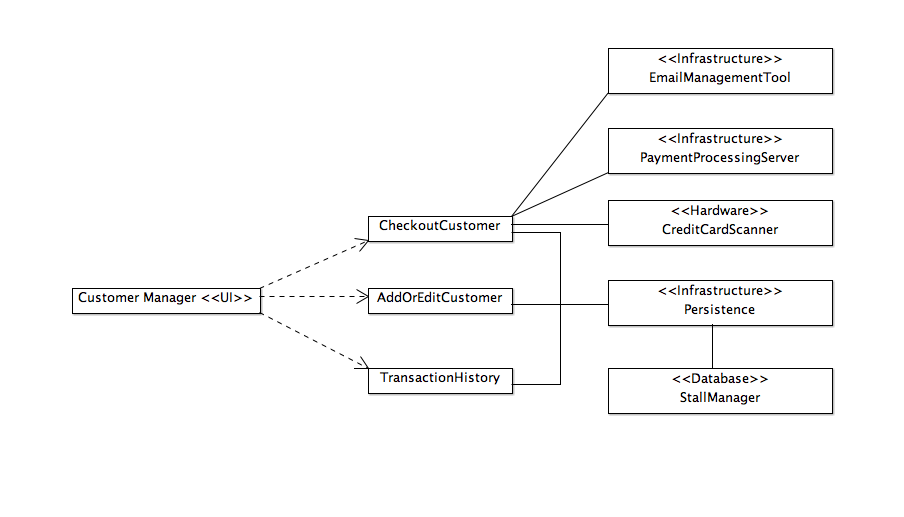 <<Infrastructure>>
EmailManagementTool
<<Infrastructure>>
PaymentProcessingServer
<<Hardware>>
CreditCardScanner
CheckoutCustomer
Customer Manager <<UI>>
AddOrEditCustomer
<<Infrastructure>>
Persistence
TransactionHistory
<<Database>>
StallManager